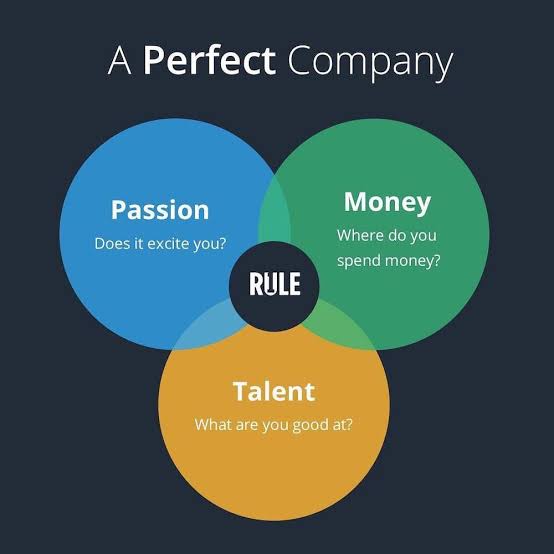 A Perfect Company
Passion
Does it excite you?
Money
Where do you
spend money?
RULE
Talent
What are you good at?